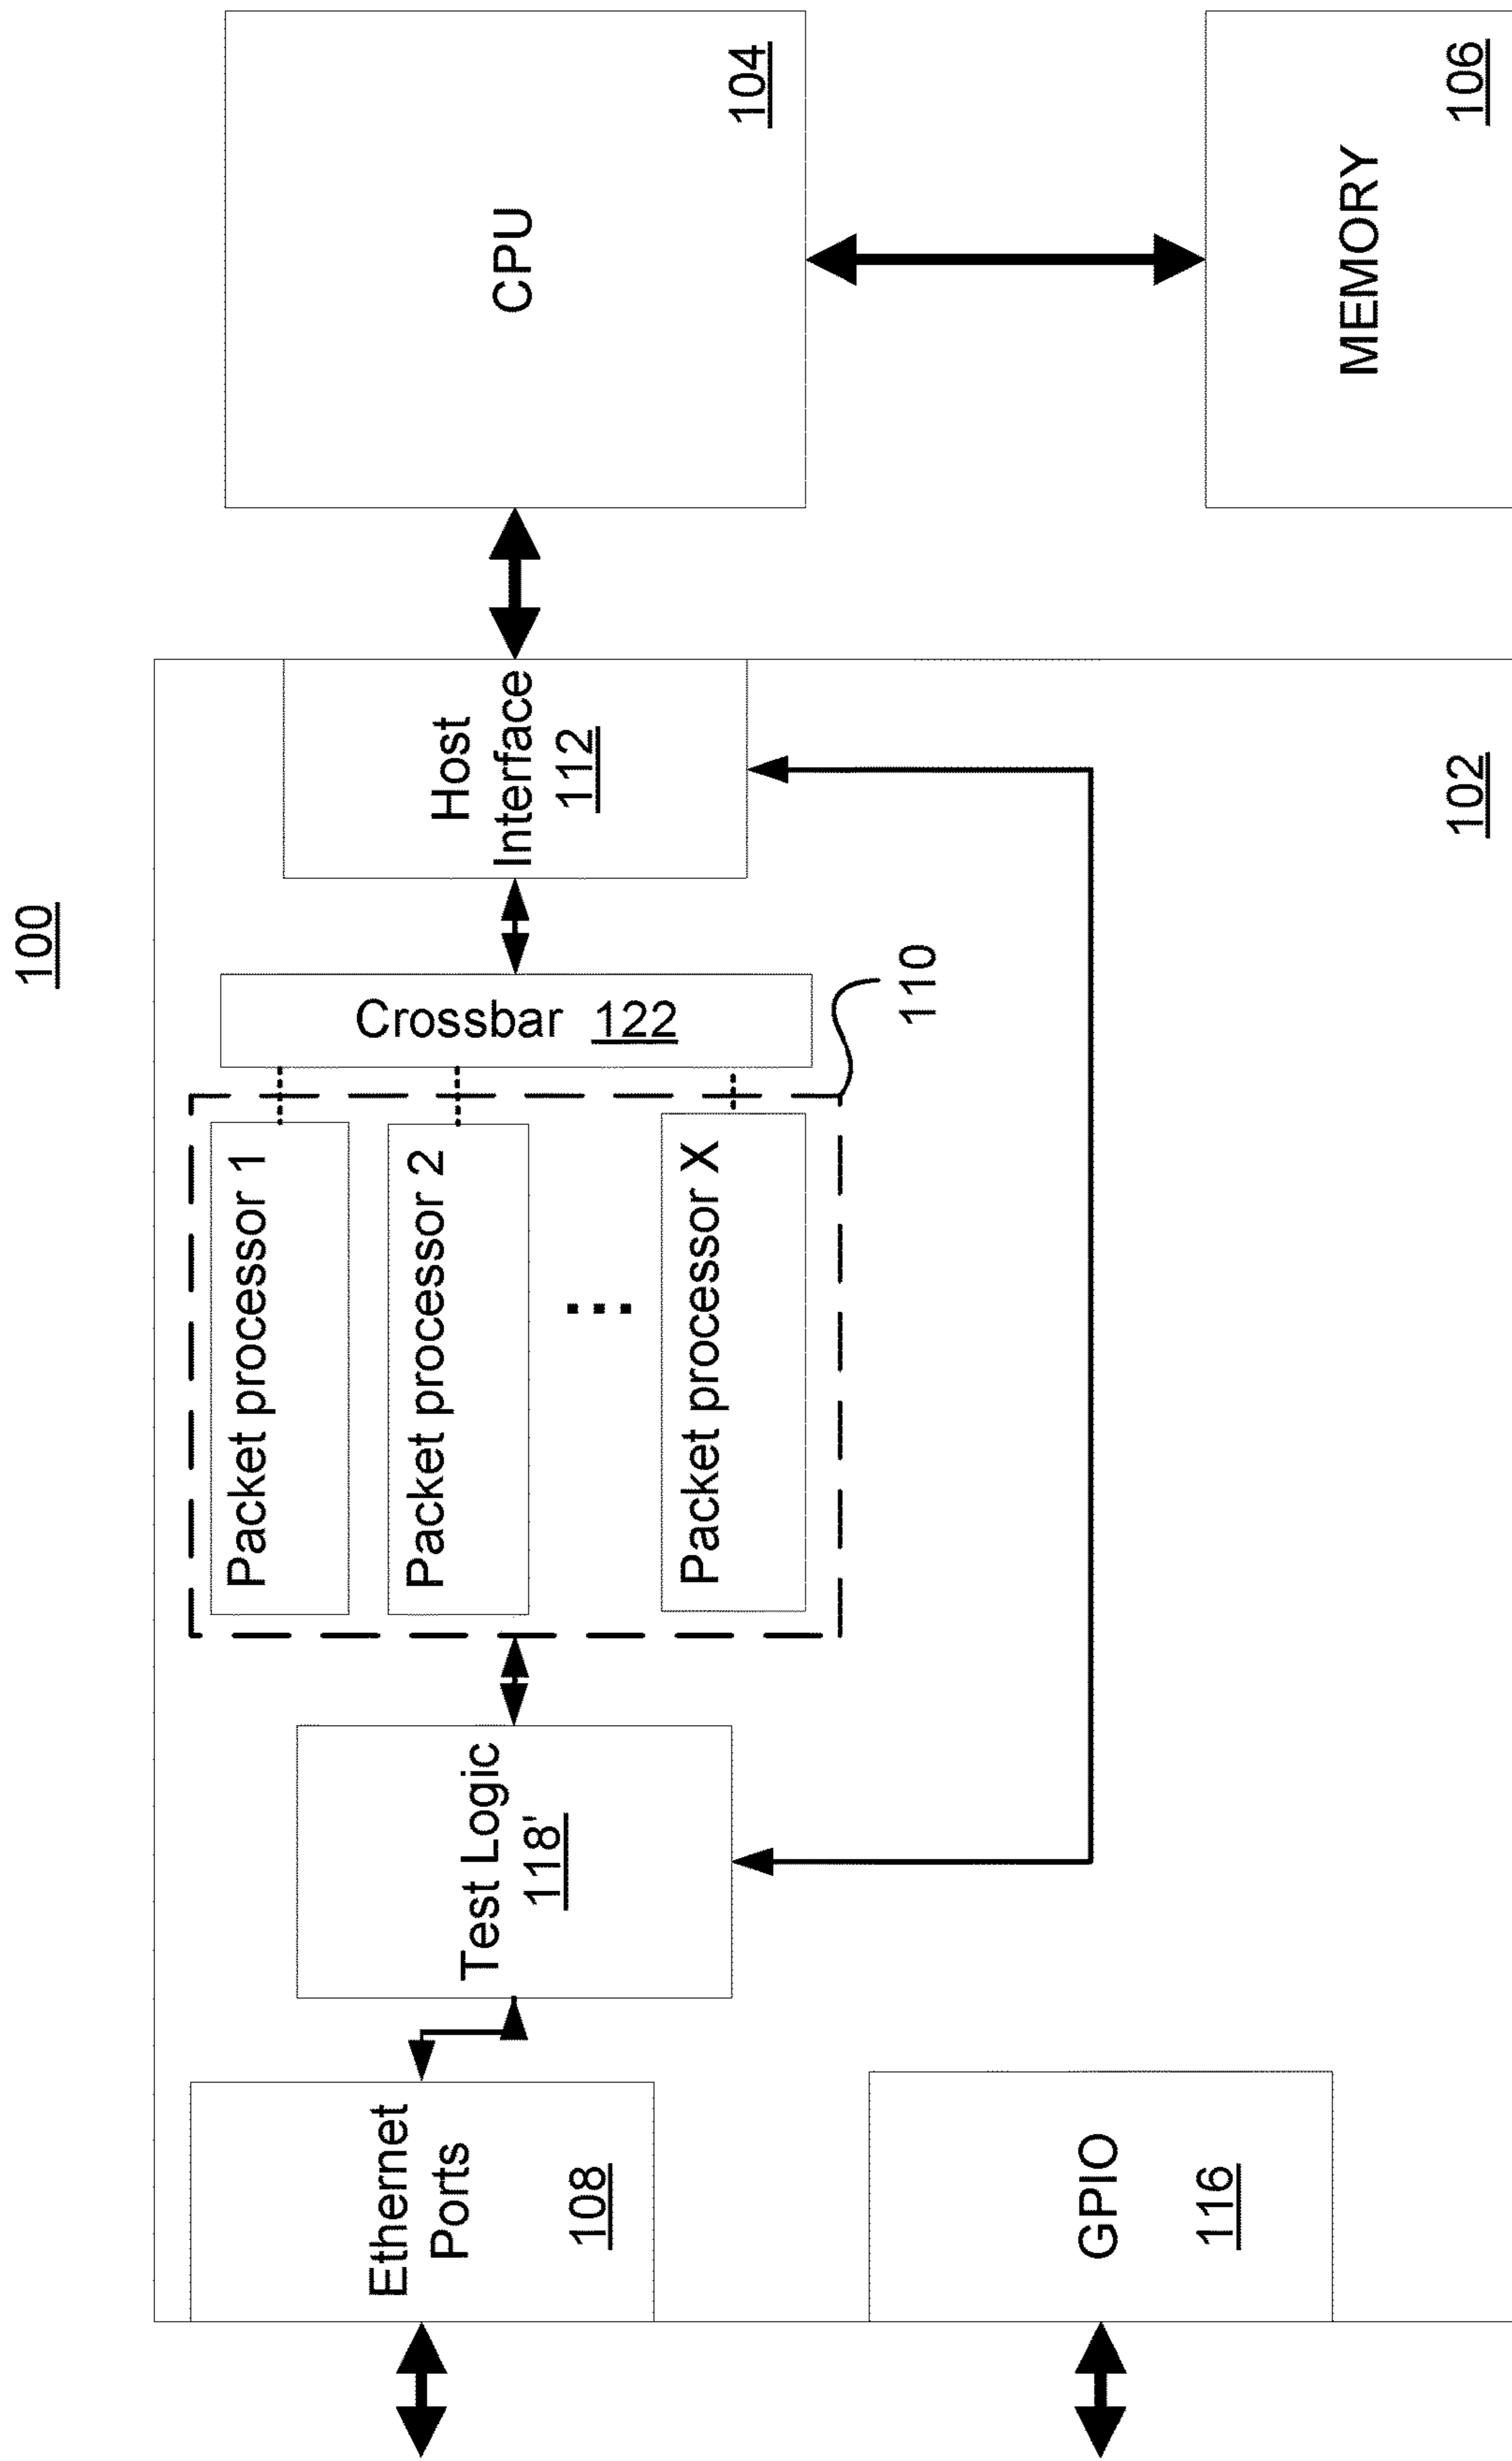 100
Ethernet
Ports
108
Test Logic
118'
Packet processor 1
Packet processor 2
Packet processor X
110
Crossbar 122
Host
Interface
112
CPU
104
GPIO
116
102
MEMORY
106